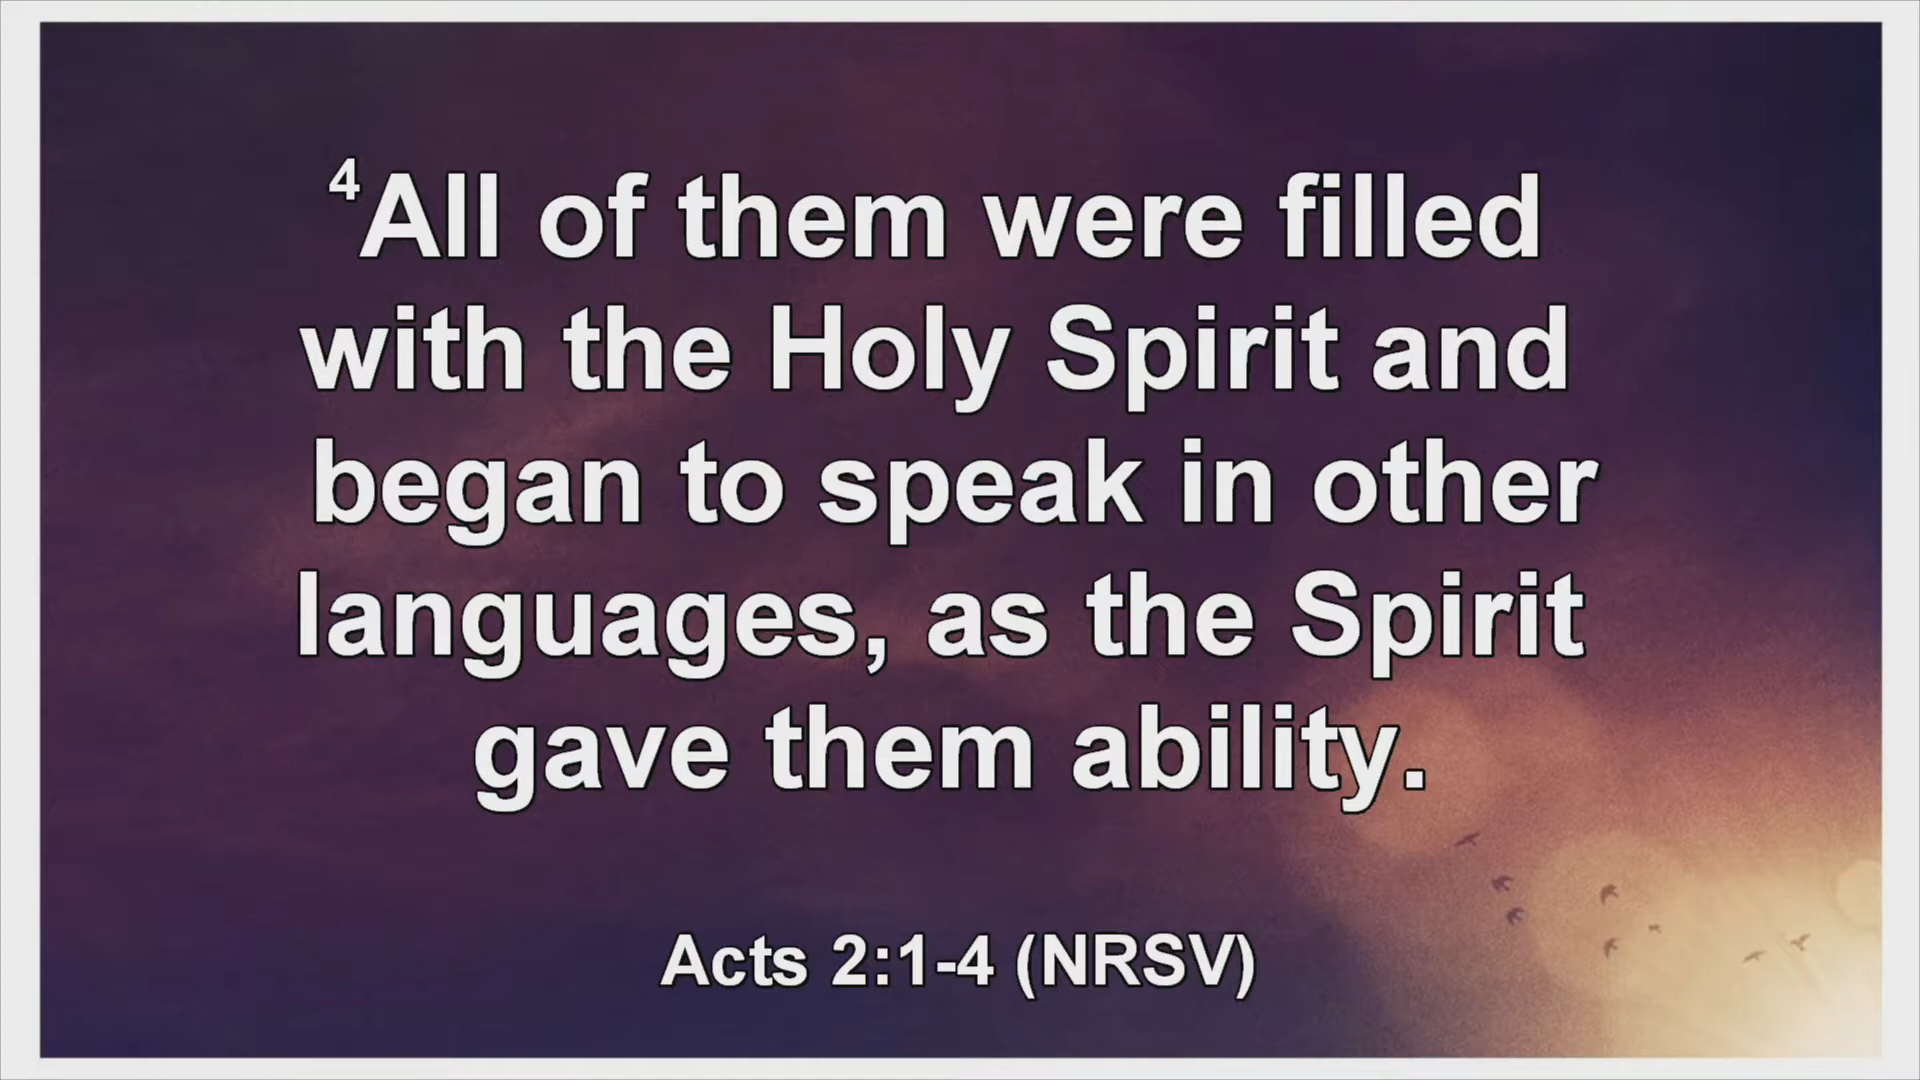 ⁴All of them were filled
with the Holy Spirit and
began to speak in other
languages, as the Spirit
gave them ability.
Acts 2:1-4 (NRSV)